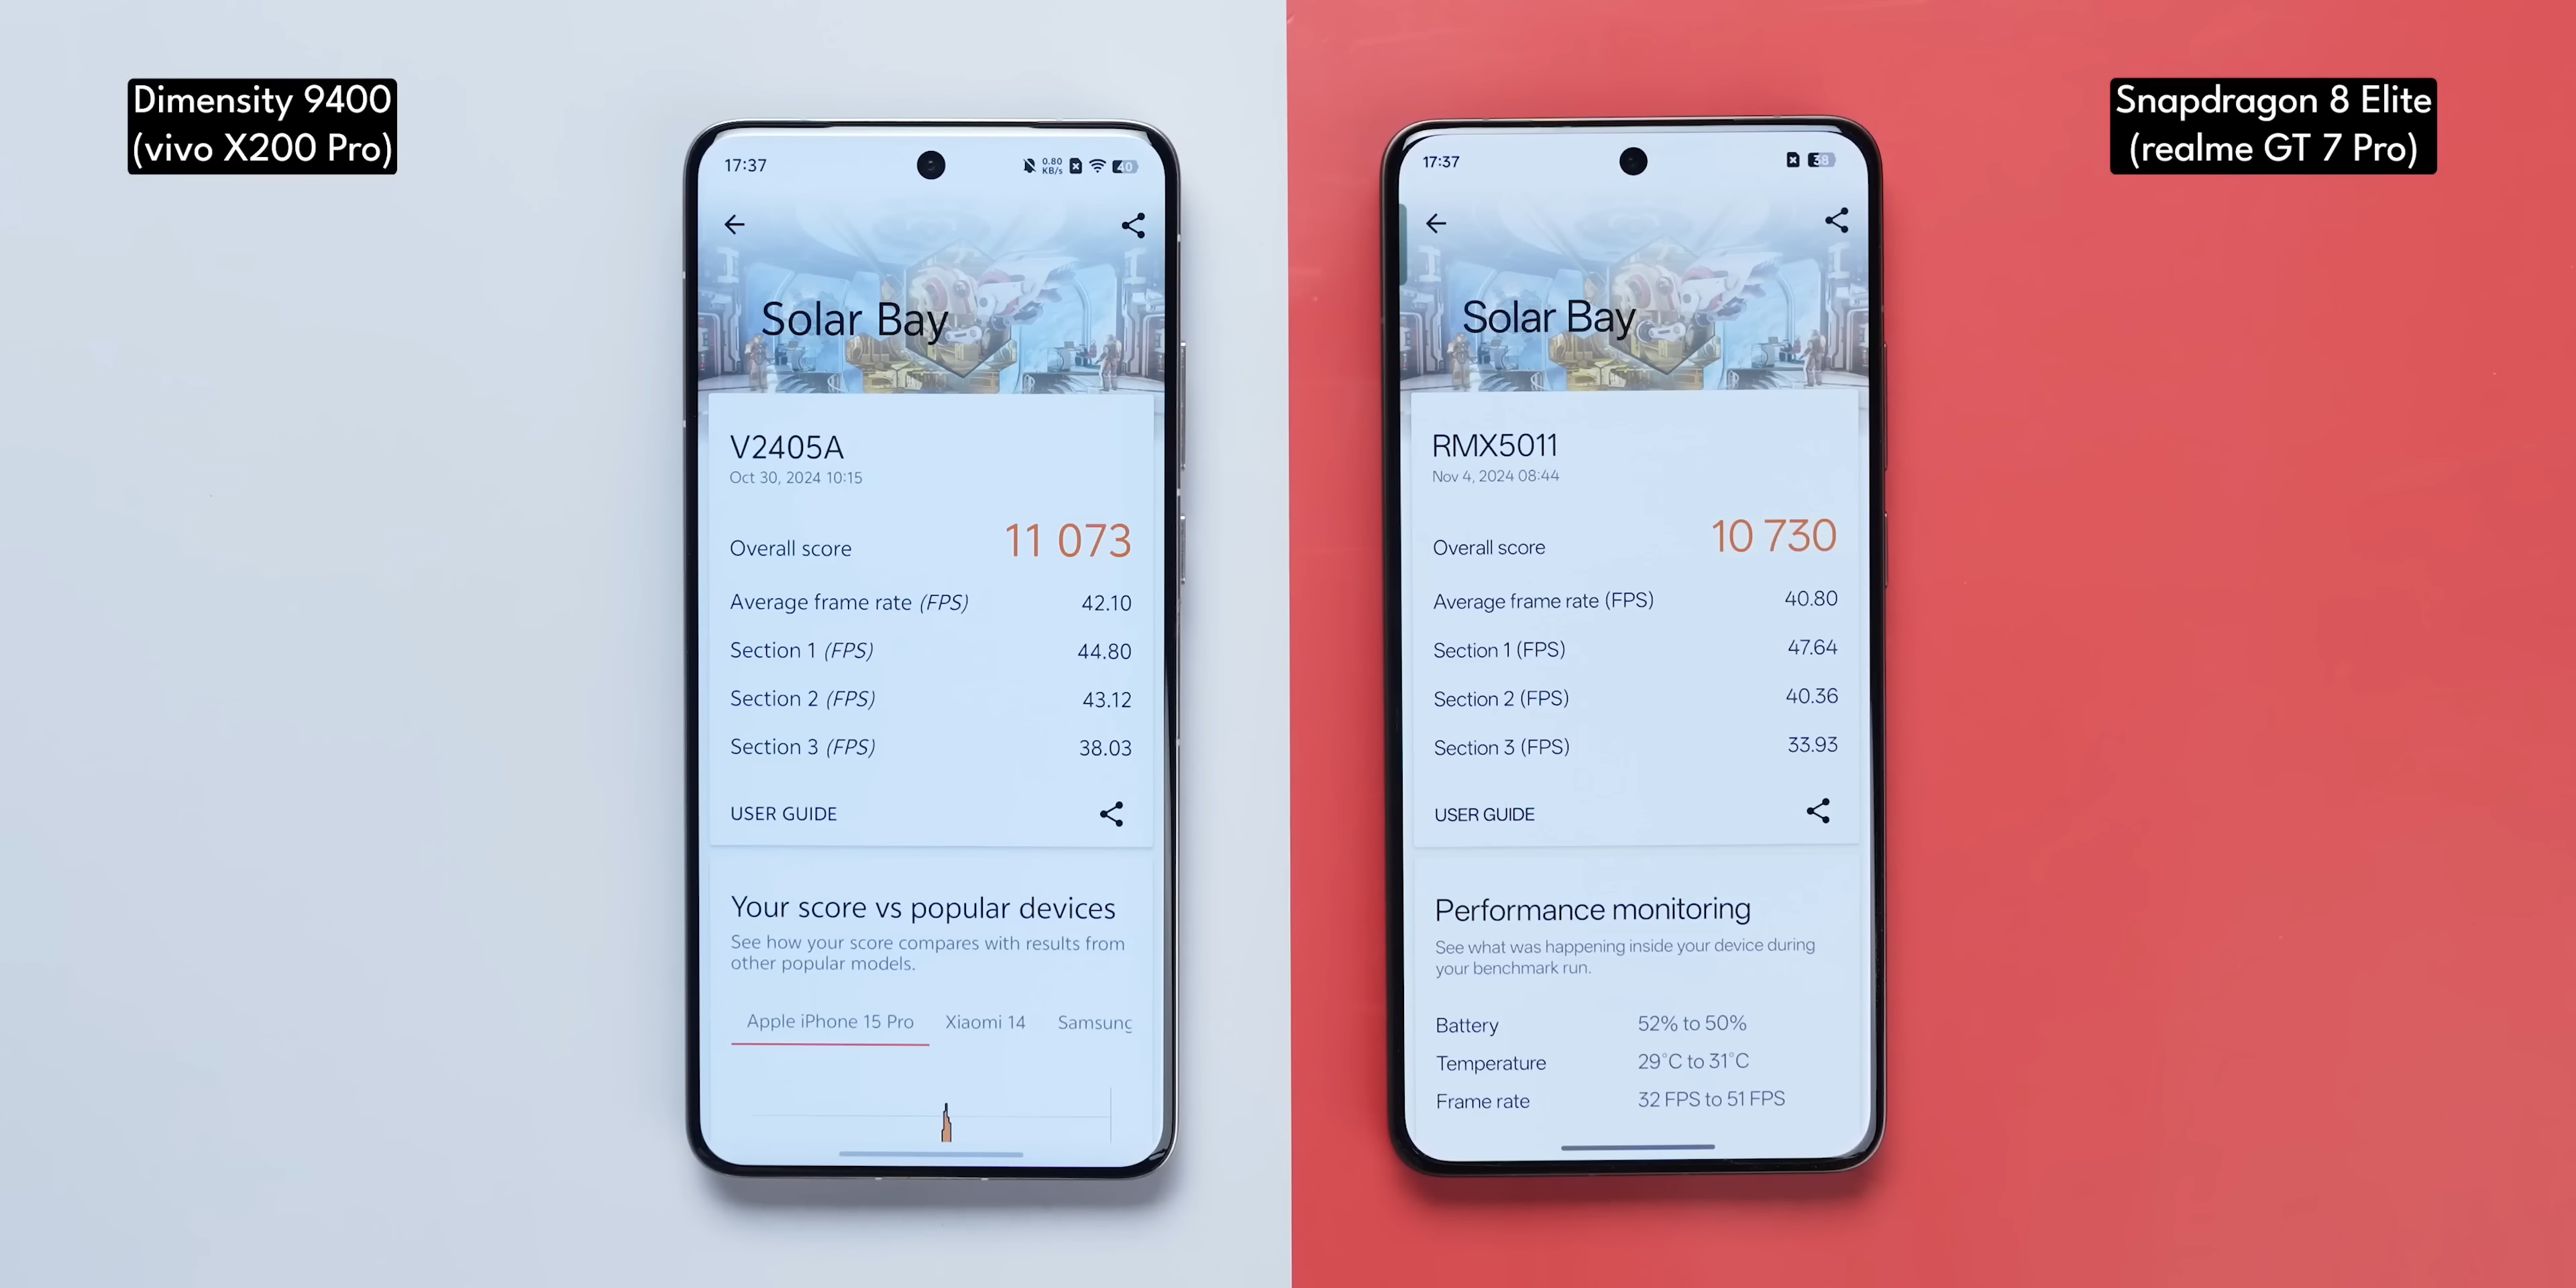 Dimensity 9400
(vivo X200 Pro)
Snapdragon 8 Elite
(realme GT 7 Pro)
17:37
0.80
KB/s
40
Solar Bay
V2405A
Oct 30, 2024 10:15
Overall score 11 073
Average frame rate (FPS) 42.10
Section 1 (FPS) 44.80
Section 2 (FPS) 43.12
Section 3 (FPS) 38.03
USER GUIDE
Your score vs popular devices
See how your score compares with results from
other popular models.
Apple iPhone 15 Pro Xiaomi 14 Samsung
17:37
38
Solar Bay
RMX5011
Nov 4, 2024 08:44
Overall score 10 730
Average frame rate (FPS) 40.80
Section 1 (FPS) 47.64
Section 2 (FPS) 40.36
Section 3 (FPS) 33.93
USER GUIDE
Performance monitoring
See what was happening inside your device during
your benchmark run.
Battery 52% to 50%
Temperature 29°C to 31°C
Frame rate 32 FPS to 51 FPS